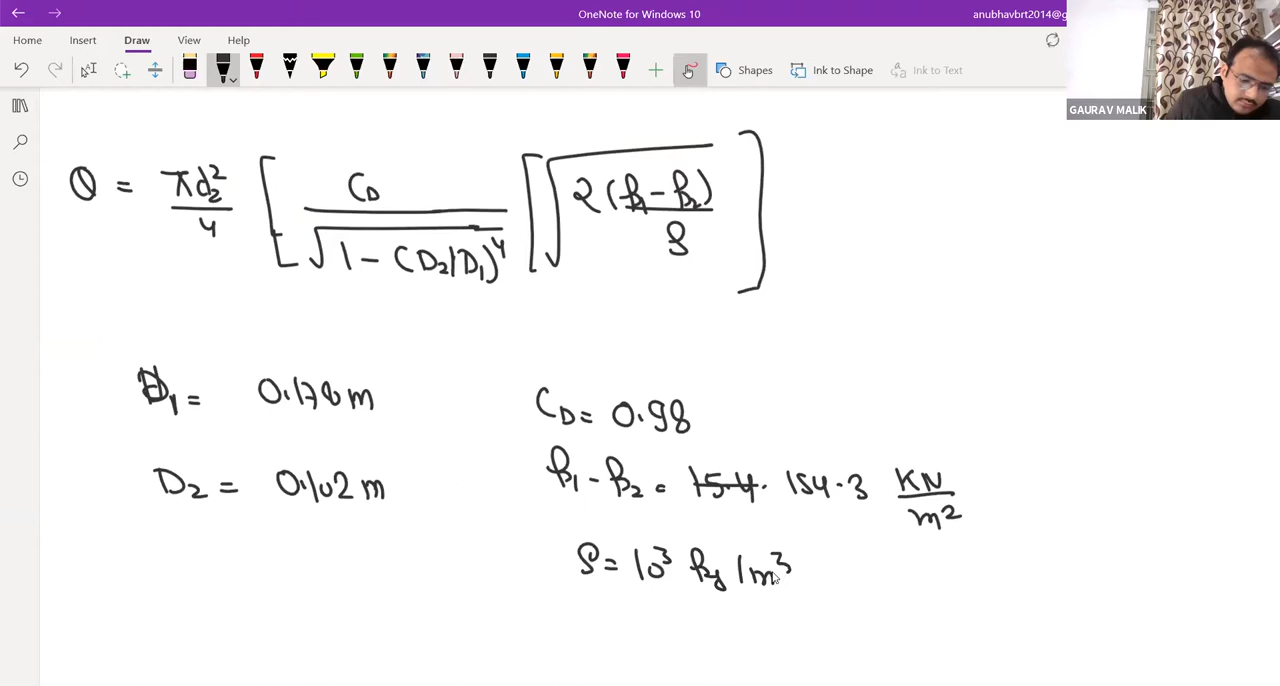 OneNote for Windows 10
anubhavbrt2014@g
Home Insert Draw View Help
Shapes Ink to Shape Ink to Text
GAURAV MALIK
Q = πd₂²/4 [ C_D / √(1 - (D₂/D₁)⁴ [ √(2(p₁ - p₂)/ρ) ]
D₁ = 0.178 m
C_D = 0.98
D₂ = 0.102 m
p₁ - p₂ = 15.4. 154.3 KN/m²
ρ = 10³ kg/m³